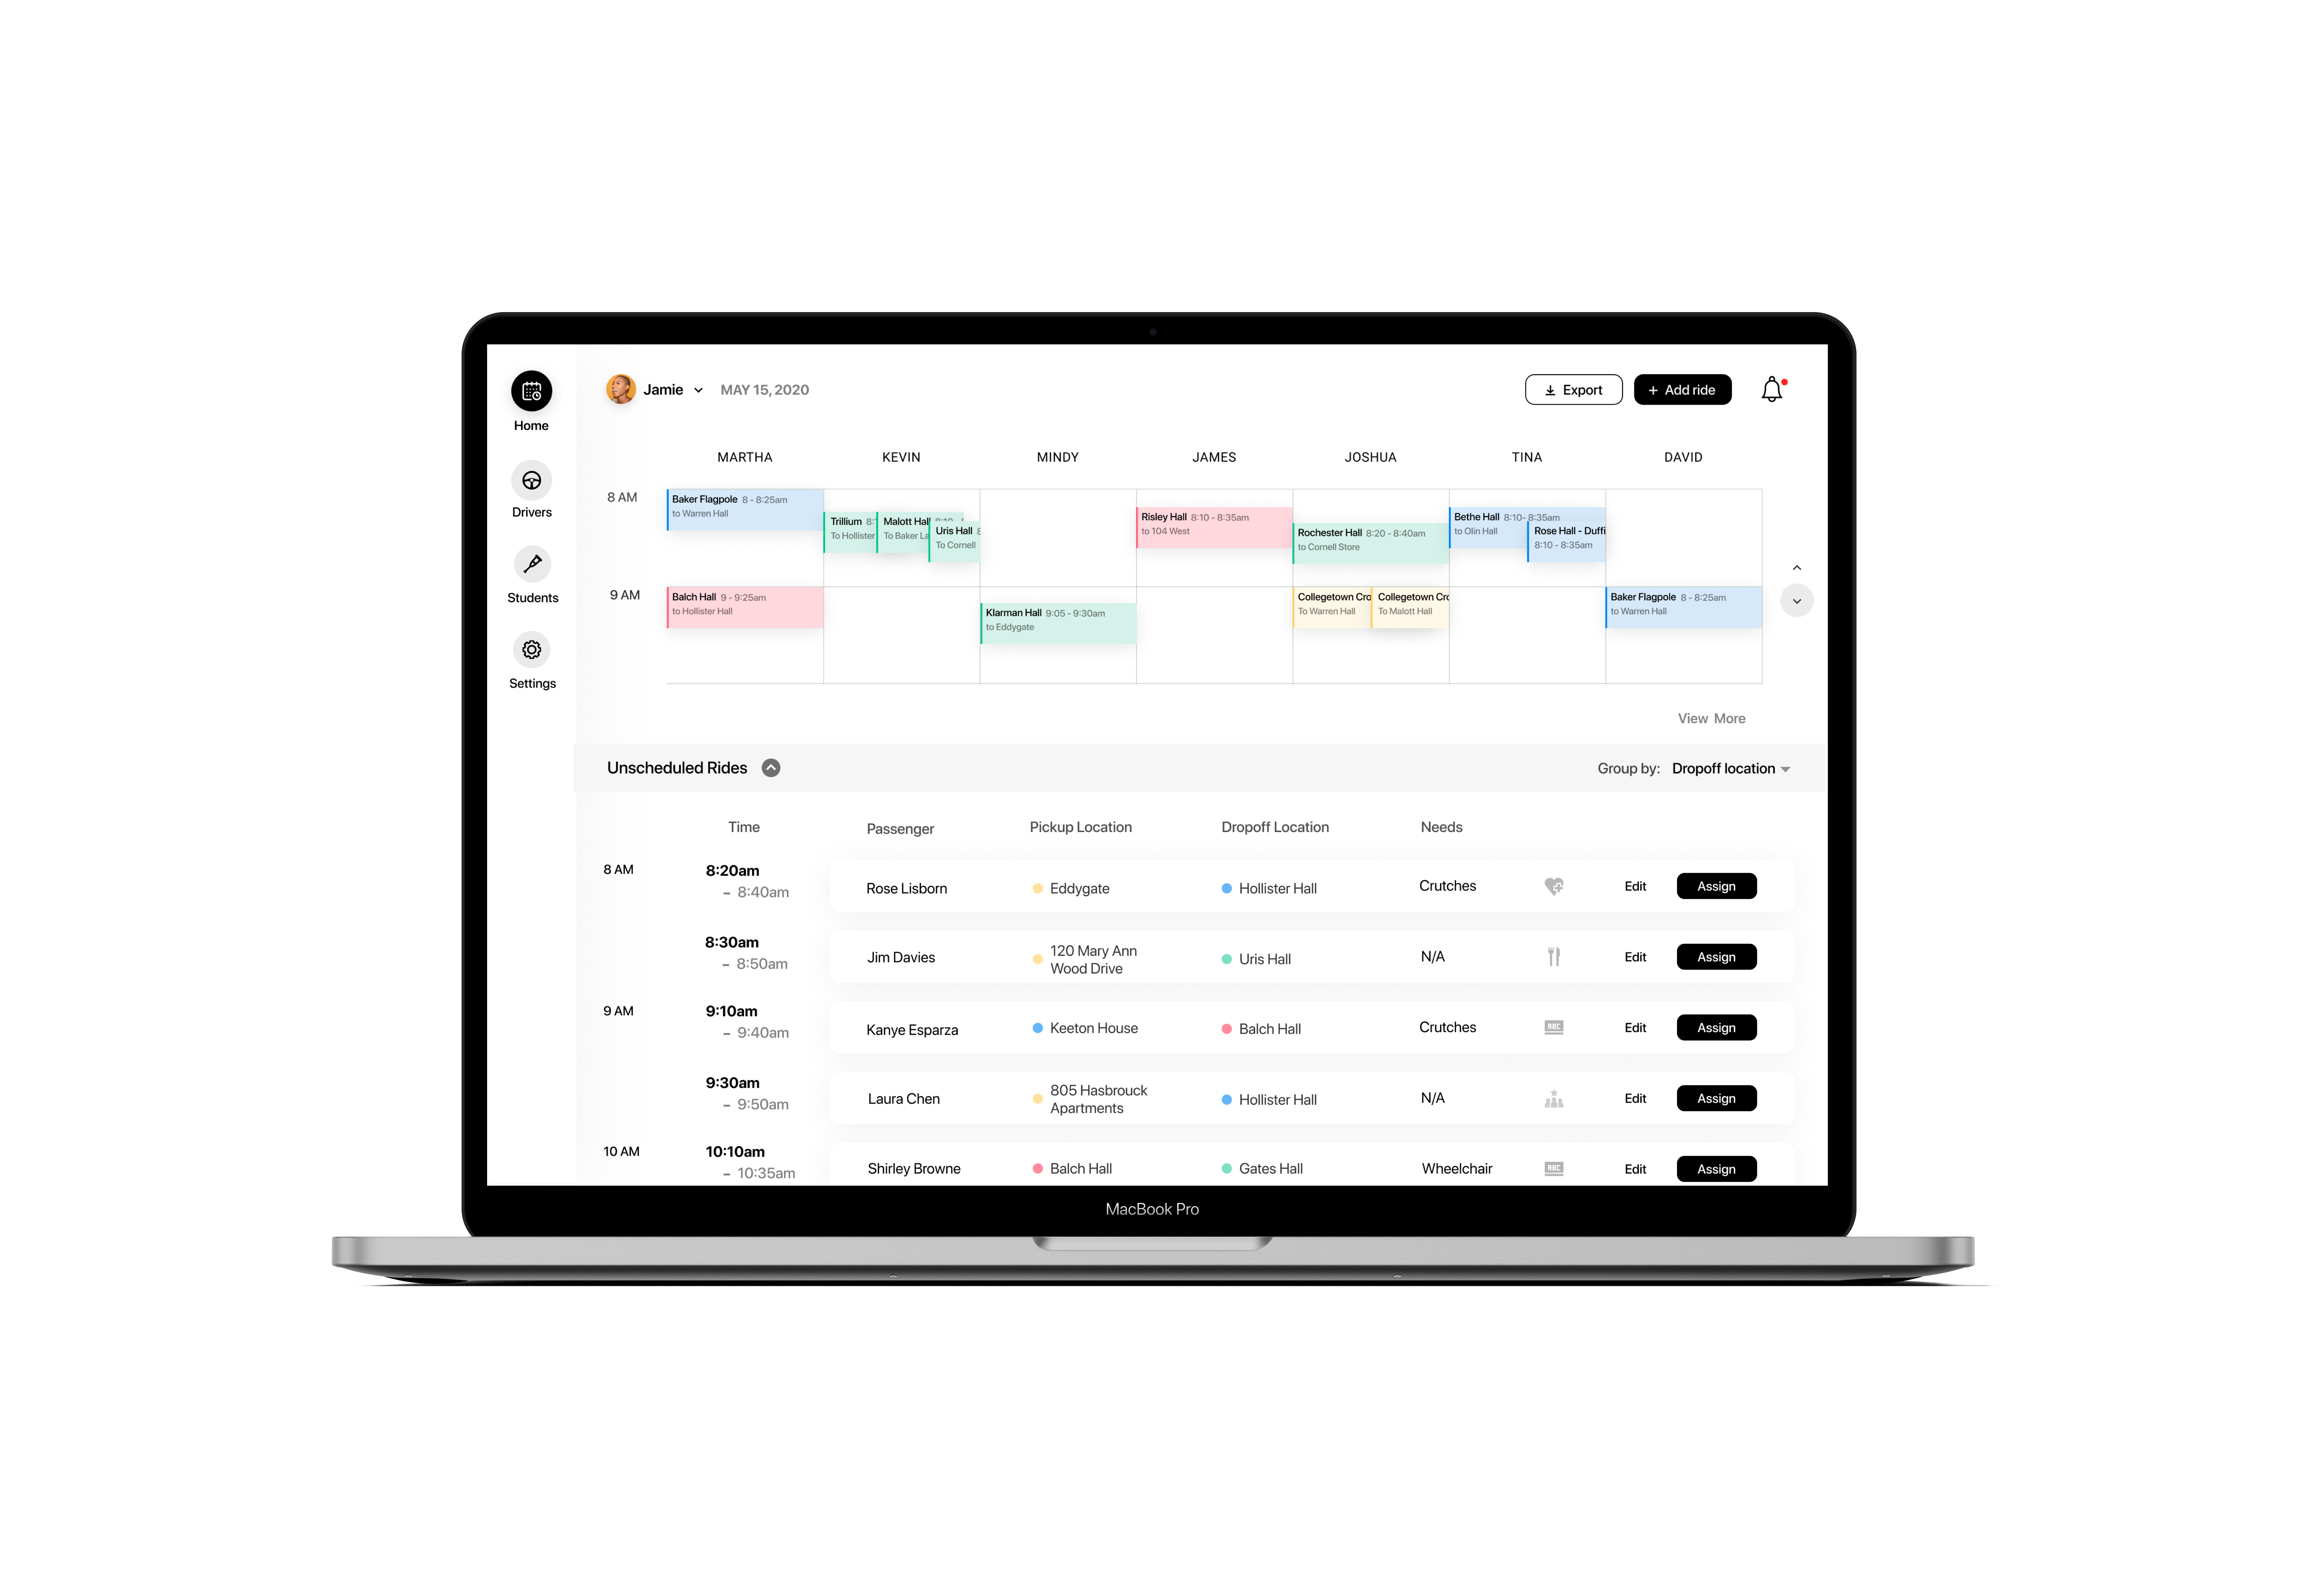 Home
Drivers
Students
Settings
Jamie MAY 15, 2020
Export
+ Add ride
MARTHA KEVIN MINDY JAMES JOSHUA TINA DAVID
8 AM
Baker Flagpole 8 - 8:25am
to Warren Hall
Trillium 8:
To Hollister
Malott Hall
To Baker La
Uris Hall
To Cornell
Risley Hall 8:10 - 8:35am
to 104 West
Rochester Hall 8:20 - 8:40am
to Cornell Store
Bethe Hall 8:10- 8:35am
to Olin Hall
Rose Hall - Duffi
8:10 - 8:35am
9 AM
Balch Hall 9 - 9:25am
to Hollister Hall
Klarman Hall 9:05 - 9:30am
to Eddygate
Collegetown Cro
To Warren Hall
Collegetown Cro
To Malott Hall
Baker Flagpole 8 - 8:25am
to Warren Hall
View More
Unscheduled Rides
Group by: Dropoff location
Time Passenger Pickup Location Dropoff Location Needs
8 AM
8:20am
- 8:40am
Rose Lisborn Eddygate Hollister Hall Crutches Edit Assign
8:30am
- 8:50am
Jim Davies 120 Mary Ann
Wood Drive
Uris Hall N/A Edit Assign
9 AM
9:10am
- 9:40am
Kanye Esparza Keeton House Balch Hall Crutches ABC Edit Assign
9:30am
- 9:50am
Laura Chen 805 Hasbrouck
Apartments
Hollister Hall N/A Edit Assign
10 AM
10:10am
- 10:35am
Shirley Browne Balch Hall Gates Hall Wheelchair ABC Edit Assign
MacBook Pro